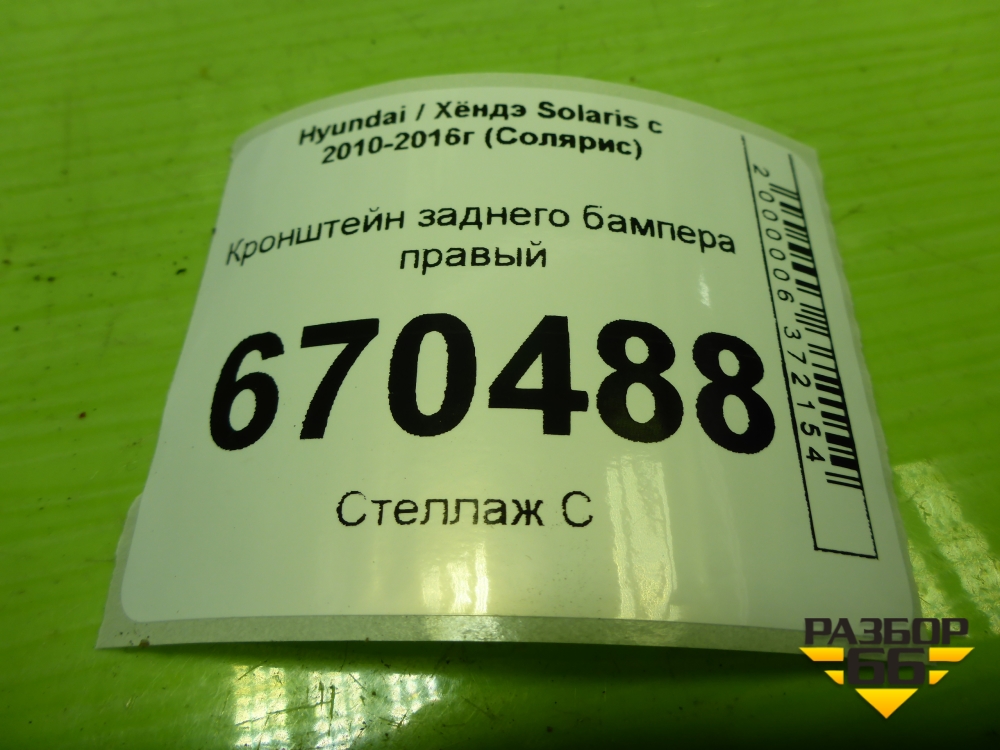 Hyundai / Хёндэ Solaris с
2010-2016г (Солярис)
Кронштейн заднего бампера
правый
670488
Стеллаж С
2000006372154
РАЗБОР
66